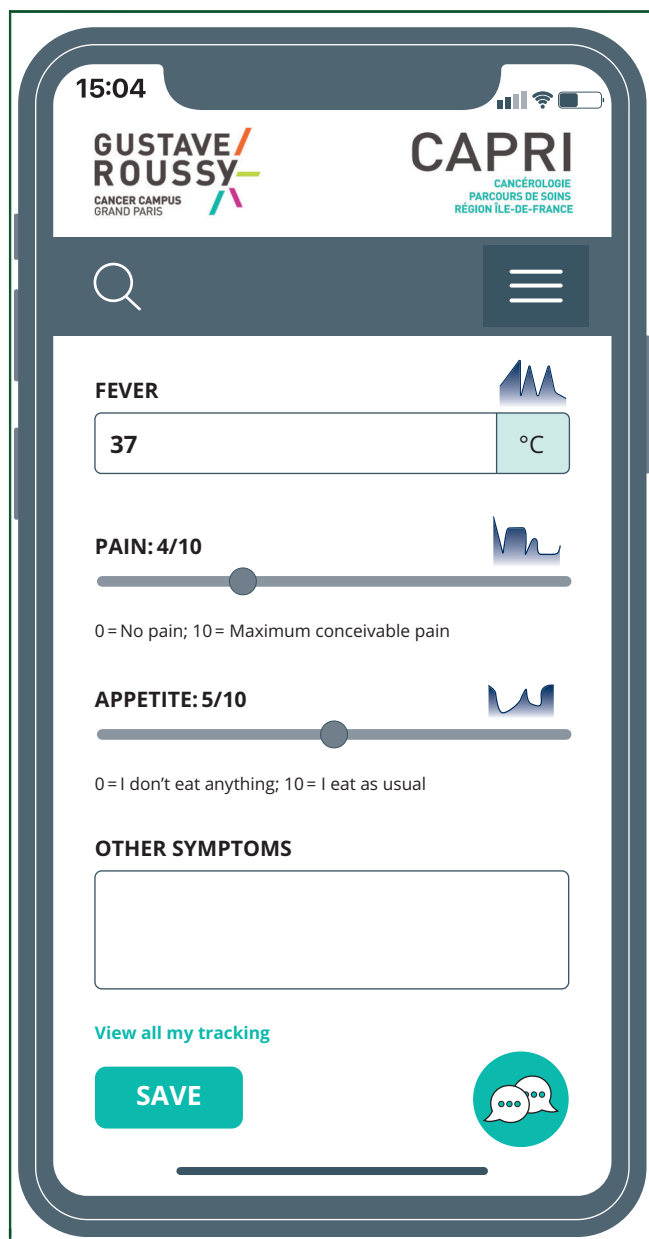 15:04
GUSTAVE
ROUSSY
CANCER CAMPUS
GRAND PARIS
CAPRI
CANCÉROLOGIE
PARCOURS DE SOINS
RÉGION ÎLE-DE-FRANCE
FEVER
37 °C
PAIN: 4/10
0 = No pain; 10 = Maximum conceivable pain
APPETITE: 5/10
0 = I don’t eat anything; 10 = I eat as usual
OTHER SYMPTOMS
View all my tracking
SAVE